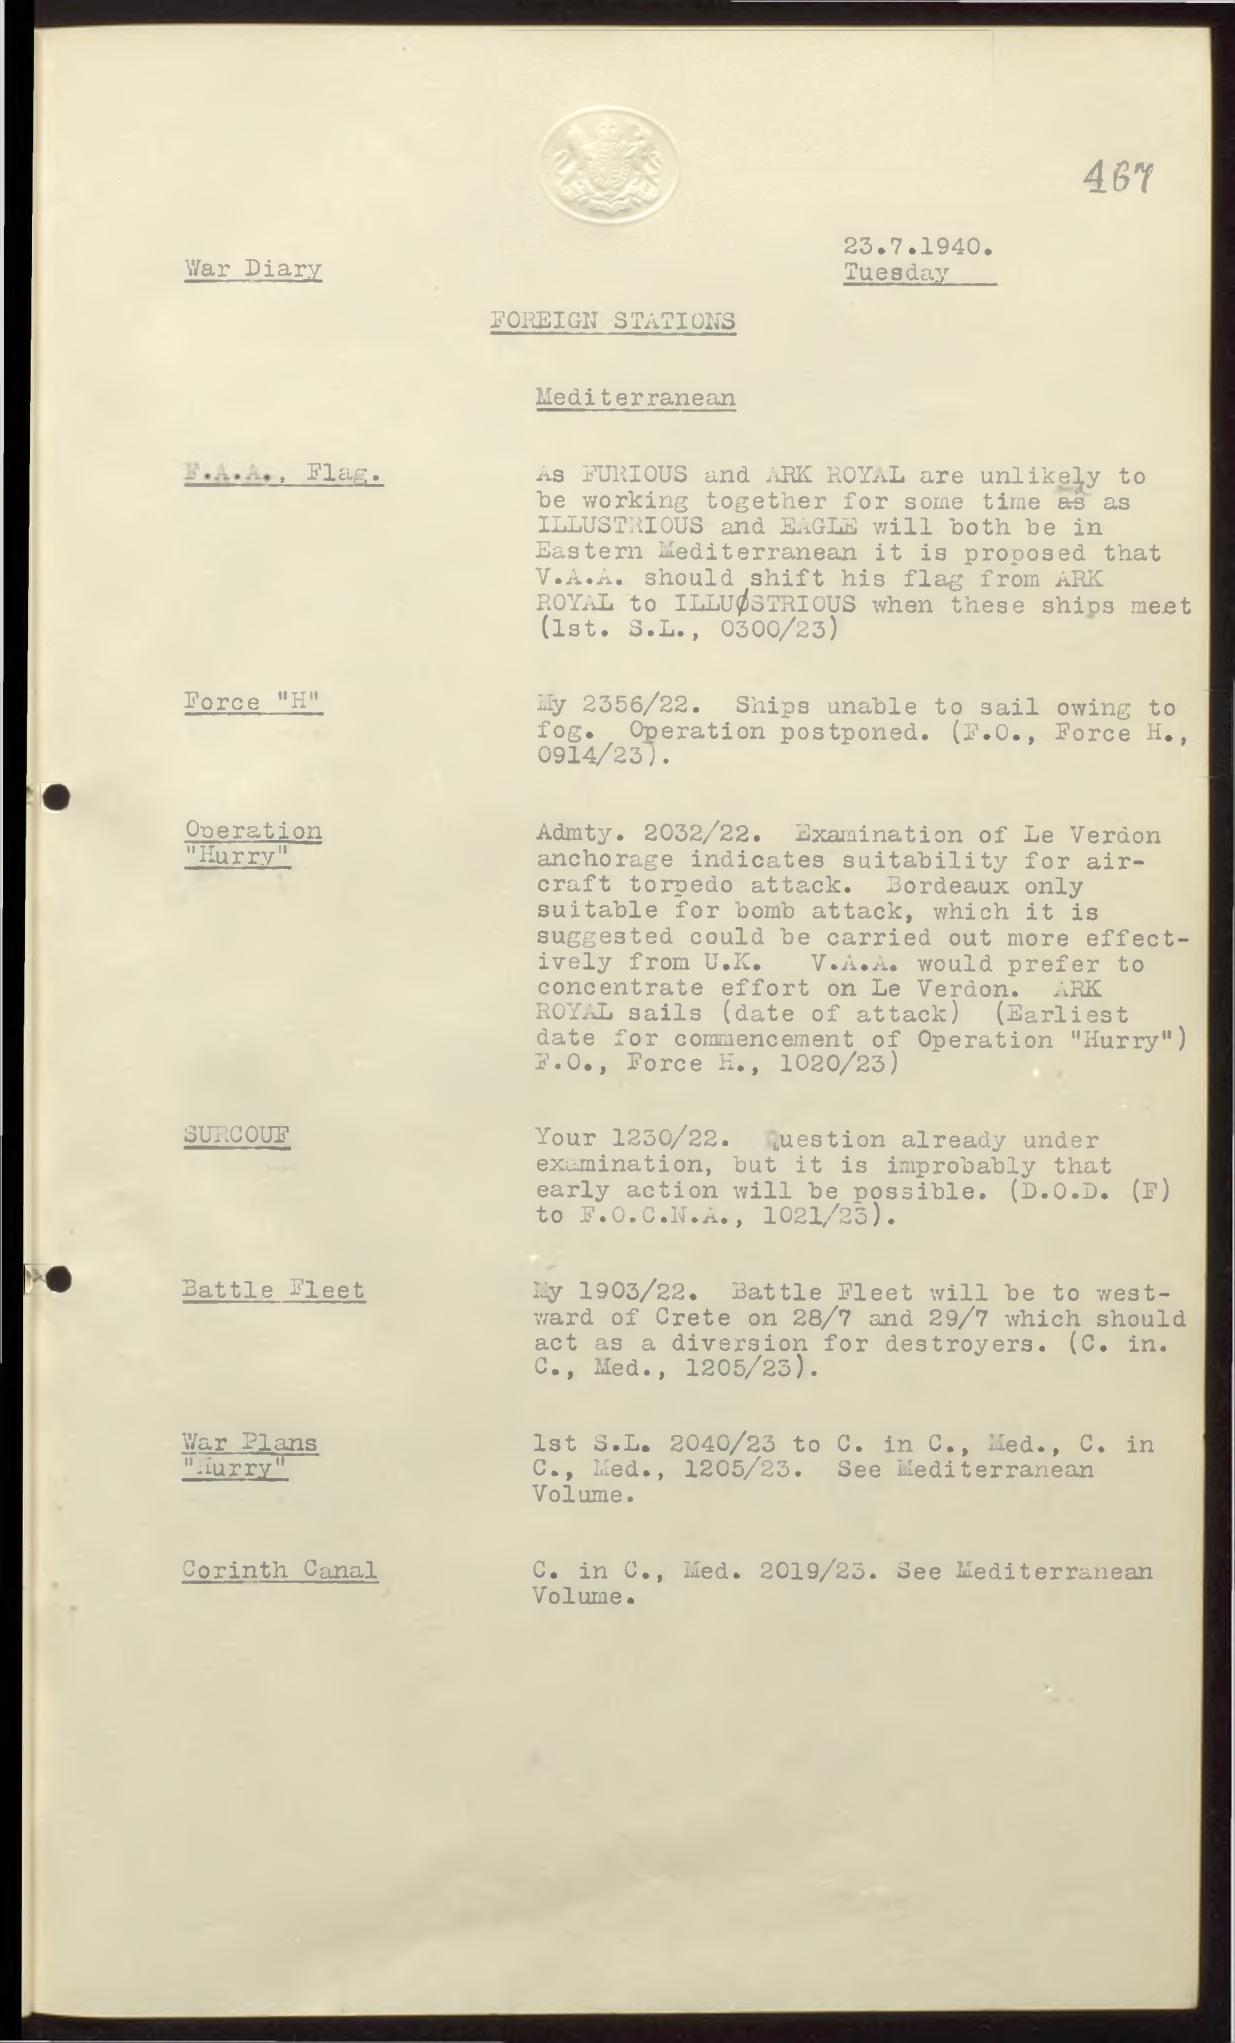 467
23.7.1940.
War Diary
Tuesday
FOREIGN STATIONS
Mediterranean
F.A.A., Flag.
As FURIOUS and ARK ROYAL are unlikely to
be working together for some time as as
ILLUSTRIOUS and EAGLE will both be in
Eastern Mediterranean it is proposed that
V.A.A. should shift his flag from ARK
ROYAL to ILLUØSTRIOUS when these ships meet
(1st. S.L., 0300/23)
Force "H"
My 2356/22. Ships unable to sail owing to
fog. Operation postponed. (F.O., Force H.,
0914/23).
Operation
"Hurry"
Admty. 2032/22. Examination of Le Verdon
anchorage indicates suitability for air-
craft torpedo attack. Bordeaux only
suitable for bomb attack, which it is
suggested could be carried out more effect-
ively from U.K. V.A.A. would prefer to
concentrate effort on Le Verdon. ARK
ROYAL sails (date of attack) (Earliest
date for commencement of Operation "Hurry")
F.O., Force H., 1020/23)
SURCOUF
Your 1230/22. Question already under
examination, but it is improbably that
early action will be possible. (D.O.D. (F)
to F.O.C.N.A., 1021/23).
Battle Fleet
My 1903/22. Battle Fleet will be to west-
ward of Crete on 28/7 and 29/7 which should
act as a diversion for destroyers. (C. in.
C., Med., 1205/23).
War Plans
"Hurry"
1st S.L. 2040/23 to C. in C., Med., C. in
C., Med., 1205/23. See Mediterranean
Volume.
Corinth Canal
C. in C., Med. 2019/23. See Mediterranean
Volume.